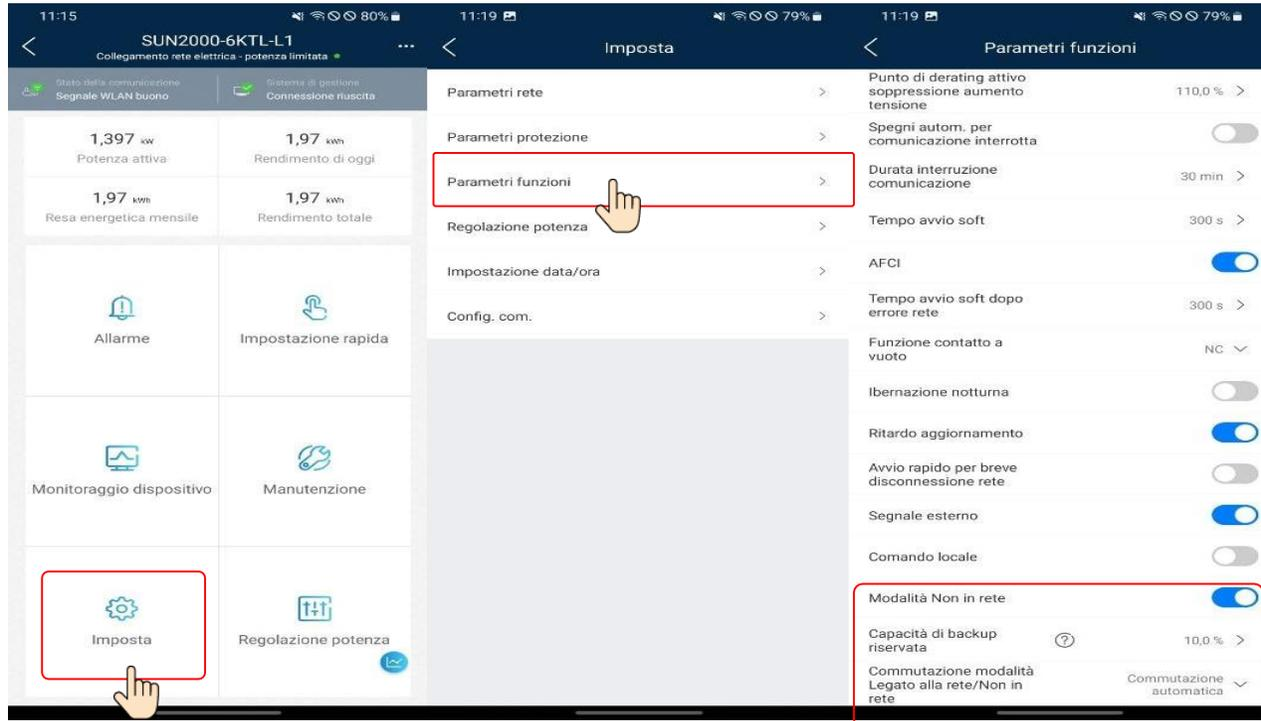 11:15
80%
SUN2000-6KTL-L1
Collegamento rete elettrica - potenza limitata
Stato della comunicazione
Segnale WLAN buono
Sistema di gestione
Connessione riuscita
1,397 kW
Potenza attiva
1,97 kWh
Rendimento di oggi
1,97 kWh
Resa energetica mensile
1,97 kWh
Rendimento totale
Allarme
Impostazione rapida
Monitoraggio dispositivo
Manutenzione
Imposta
Regolazione potenza
11:19
79%
Imposta
Parametri rete
Parametri protezione
Parametri funzioni
Regolazione potenza
Impostazione data/ora
Config. com.
11:19
79%
Parametri funzioni
Punto di derating attivo
soppressione aumento
tensione
110,0 %
Spegni autom. per
comunicazione interrotta
Durata interruzione
comunicazione
30 min
Tempo avvio soft
300 s
AFCI
Tempo avvio soft dopo
errore rete
300 s
Funzione contatto a
vuoto
NC
Ibernazione notturna
Ritardo aggiornamento
Avvio rapido per breve
disconnessione rete
Segnale esterno
Comando locale
Modalità Non in rete
Capacità di backup
riservata
10,0 %
Commutazione modalità
Legato alla rete/Non in
rete
Commutazione
automatica